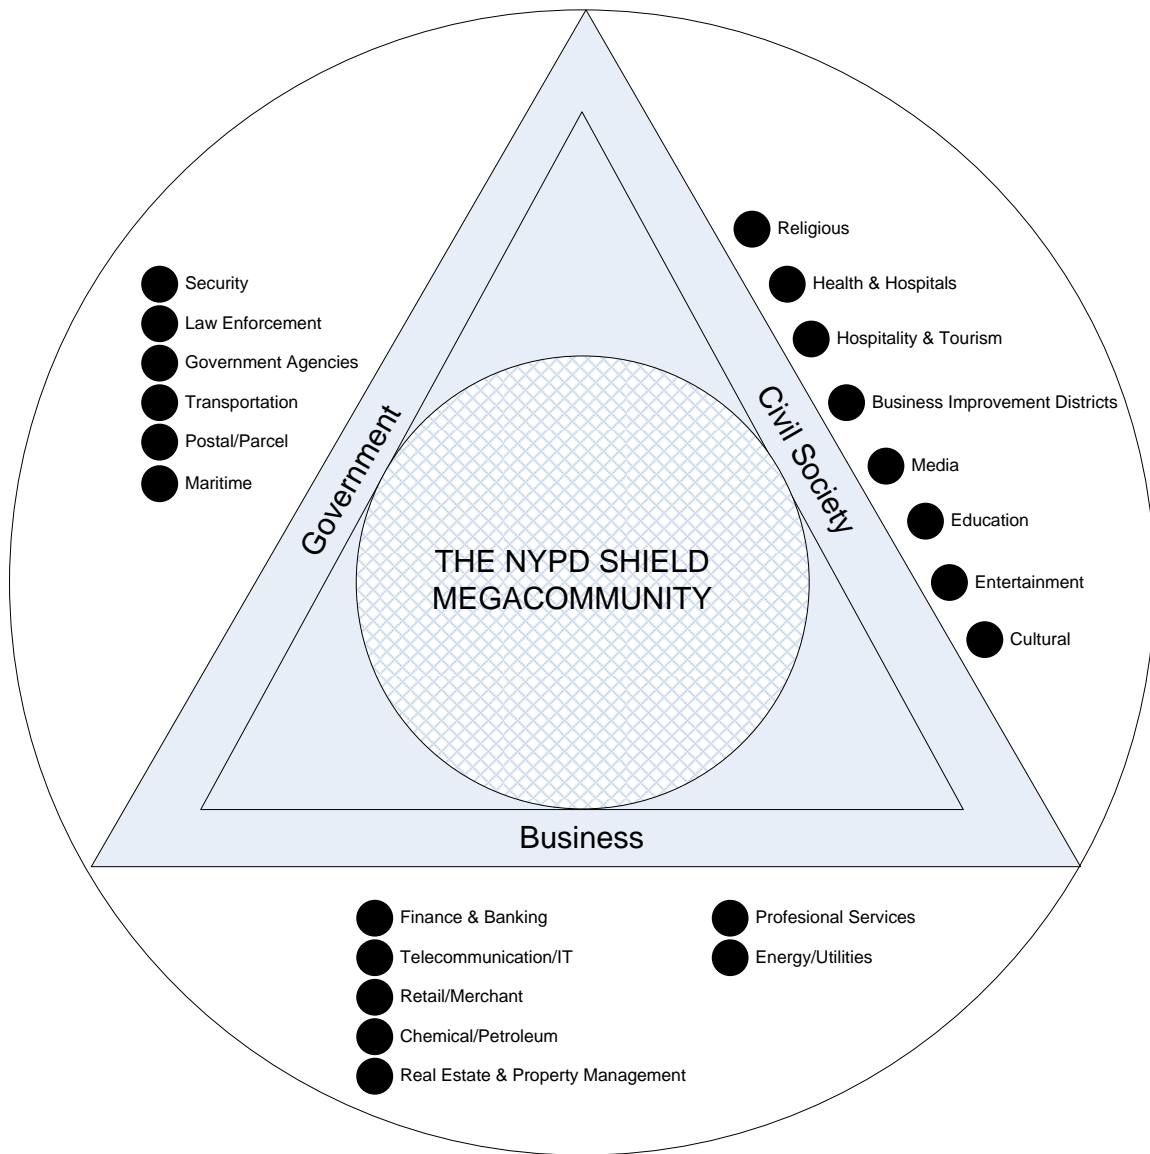 Religious
Health & Hospitals
Hospitality & Tourism
Business Improvement Districts
Media
Education
Entertainment
Cultural
Security
Law Enforcement
Government Agencies
Transportation
Postal/Parcel
Maritime
Government
Civil Society
THE NYPD SHIELD
MEGACOMMUNITY
Business
Finance & Banking
Telecommunication/IT
Retail/Merchant
Chemical/Petroleum
Real Estate & Property Management
Profesional Services
Energy/Utilities